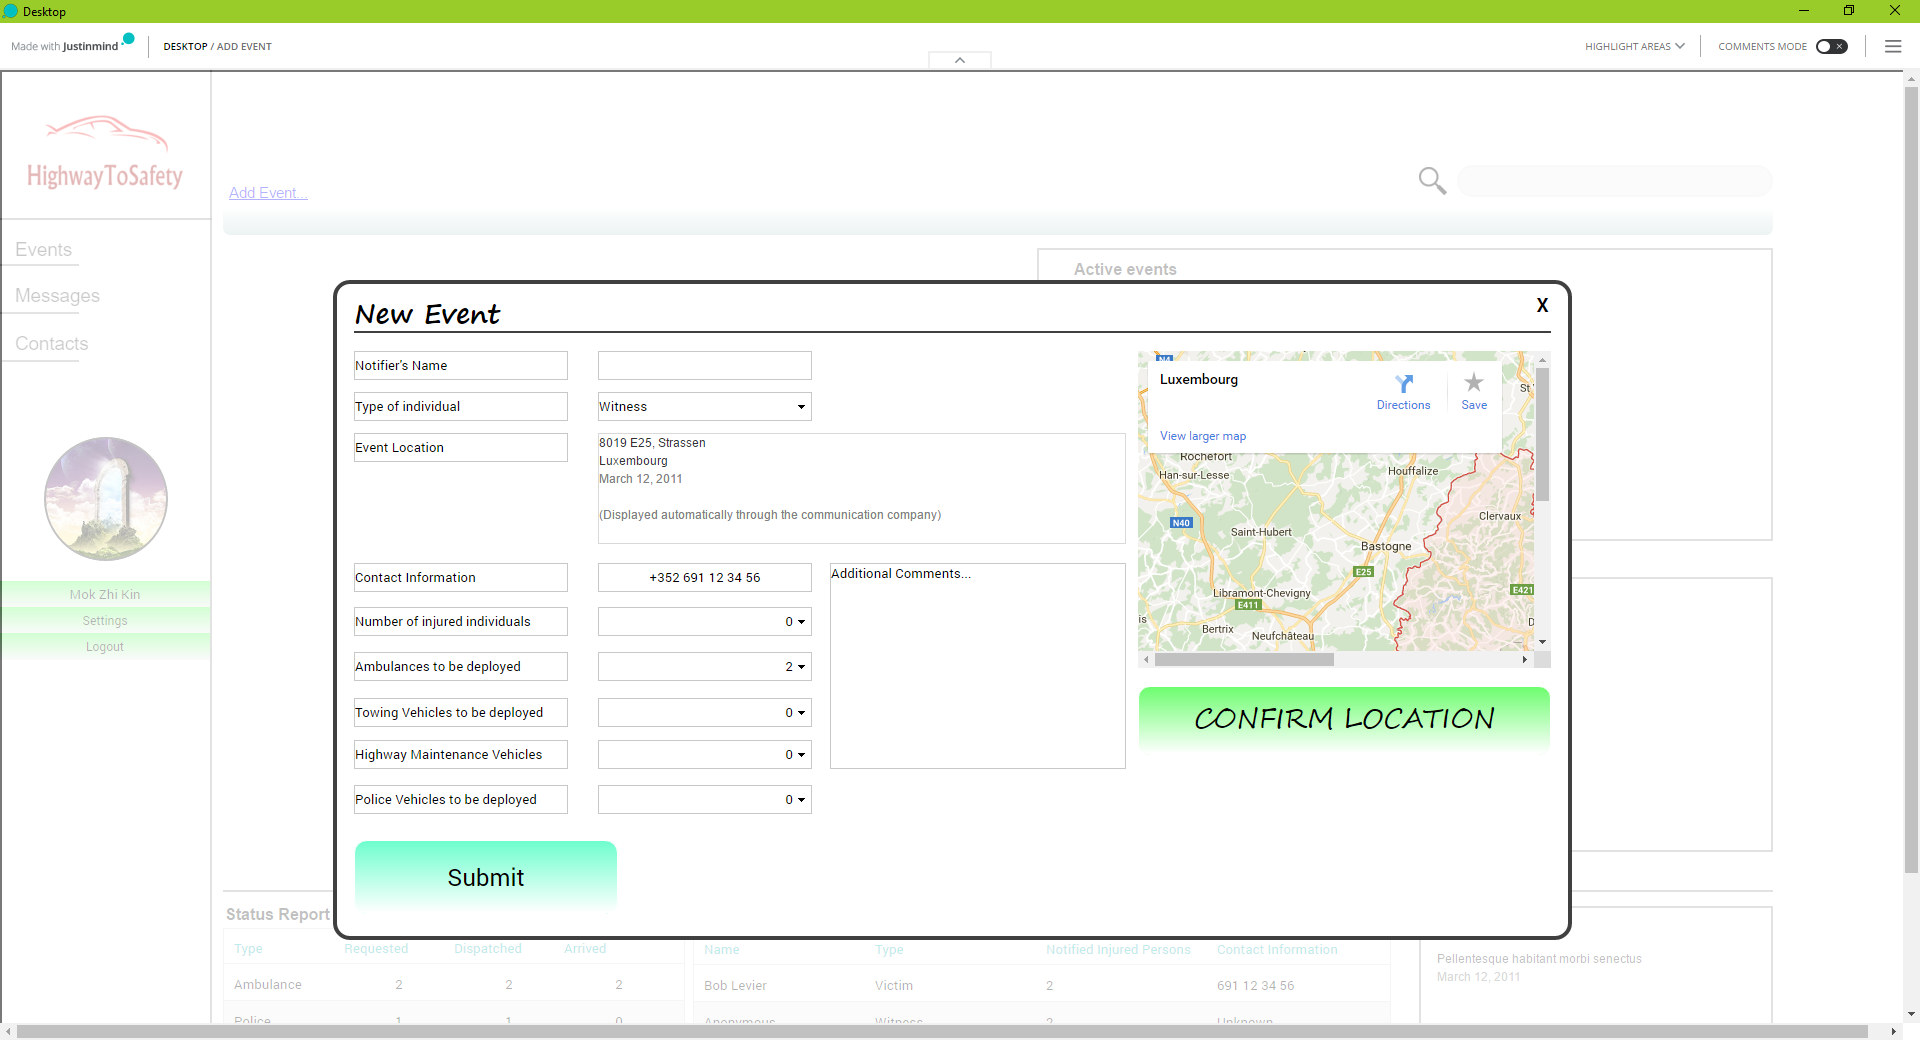 Desktop
Made with Justinmind
DESKTOP / ADD EVENT
HIGHLIGHT AREAS
COMMENTS MODE
HighwayToSafety
Add Event...
Events
Messages
Contacts
Mok Zhi Kin
Settings
Logout
Active events
New Event
X
Notifier's Name
Type of individual
Witness
Event Location
8019 E25, Strassen
Luxembourg
March 12, 2011
(Displayed automatically through the communication company)
Contact Information
+352 691 12 34 56
Additional Comments...
Number of injured individuals
0
Ambulances to be deployed
2
Towing Vehicles to be deployed
0
Highway Maintenance Vehicles
0
Police Vehicles to be deployed
0
Submit
N4
Luxembourg
Directions
Save
View larger map
St
Rochefort
Han-sur-Lesse
Houffalize
N40
Clervaux
Saint-Hubert
Bastogne
E25
E421
Libramont-Chevigny
E411
is
Bertrix
Neufchâteau
D
CONFIRM LOCATION
Status Report
Type Requested Dispatched Arrived
Ambulance 2 2 2
Police 1 1 0
Name Type Notified Injured Persons Contact Information
Bob Levier Victim 2 691 12 34 56
Anonymous Witness 2 Unknown
Pellentesque habitant morbi senectus
March 12, 2011